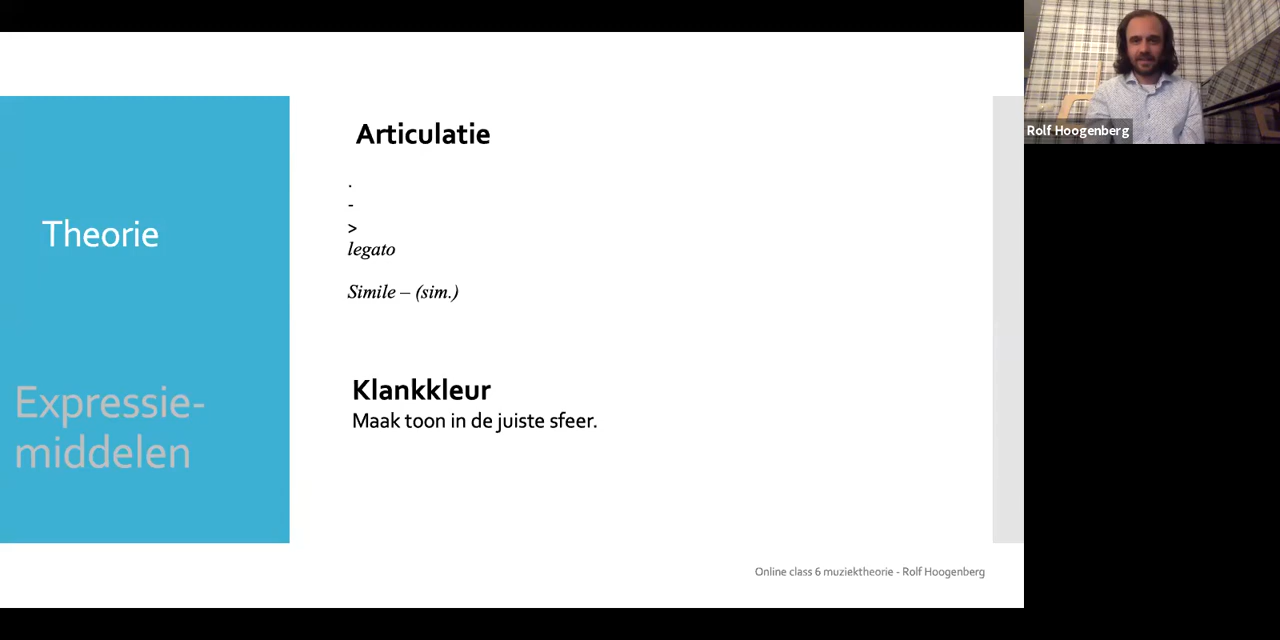 Theorie
Expressie-
middelen
Articulatie
.
-
>
legato
Simile – (sim.)
Klankkleur
Maak toon in de juiste sfeer.
Online class 6 muziektheorie - Rolf Hoogenberg
Rolf Hoogenberg